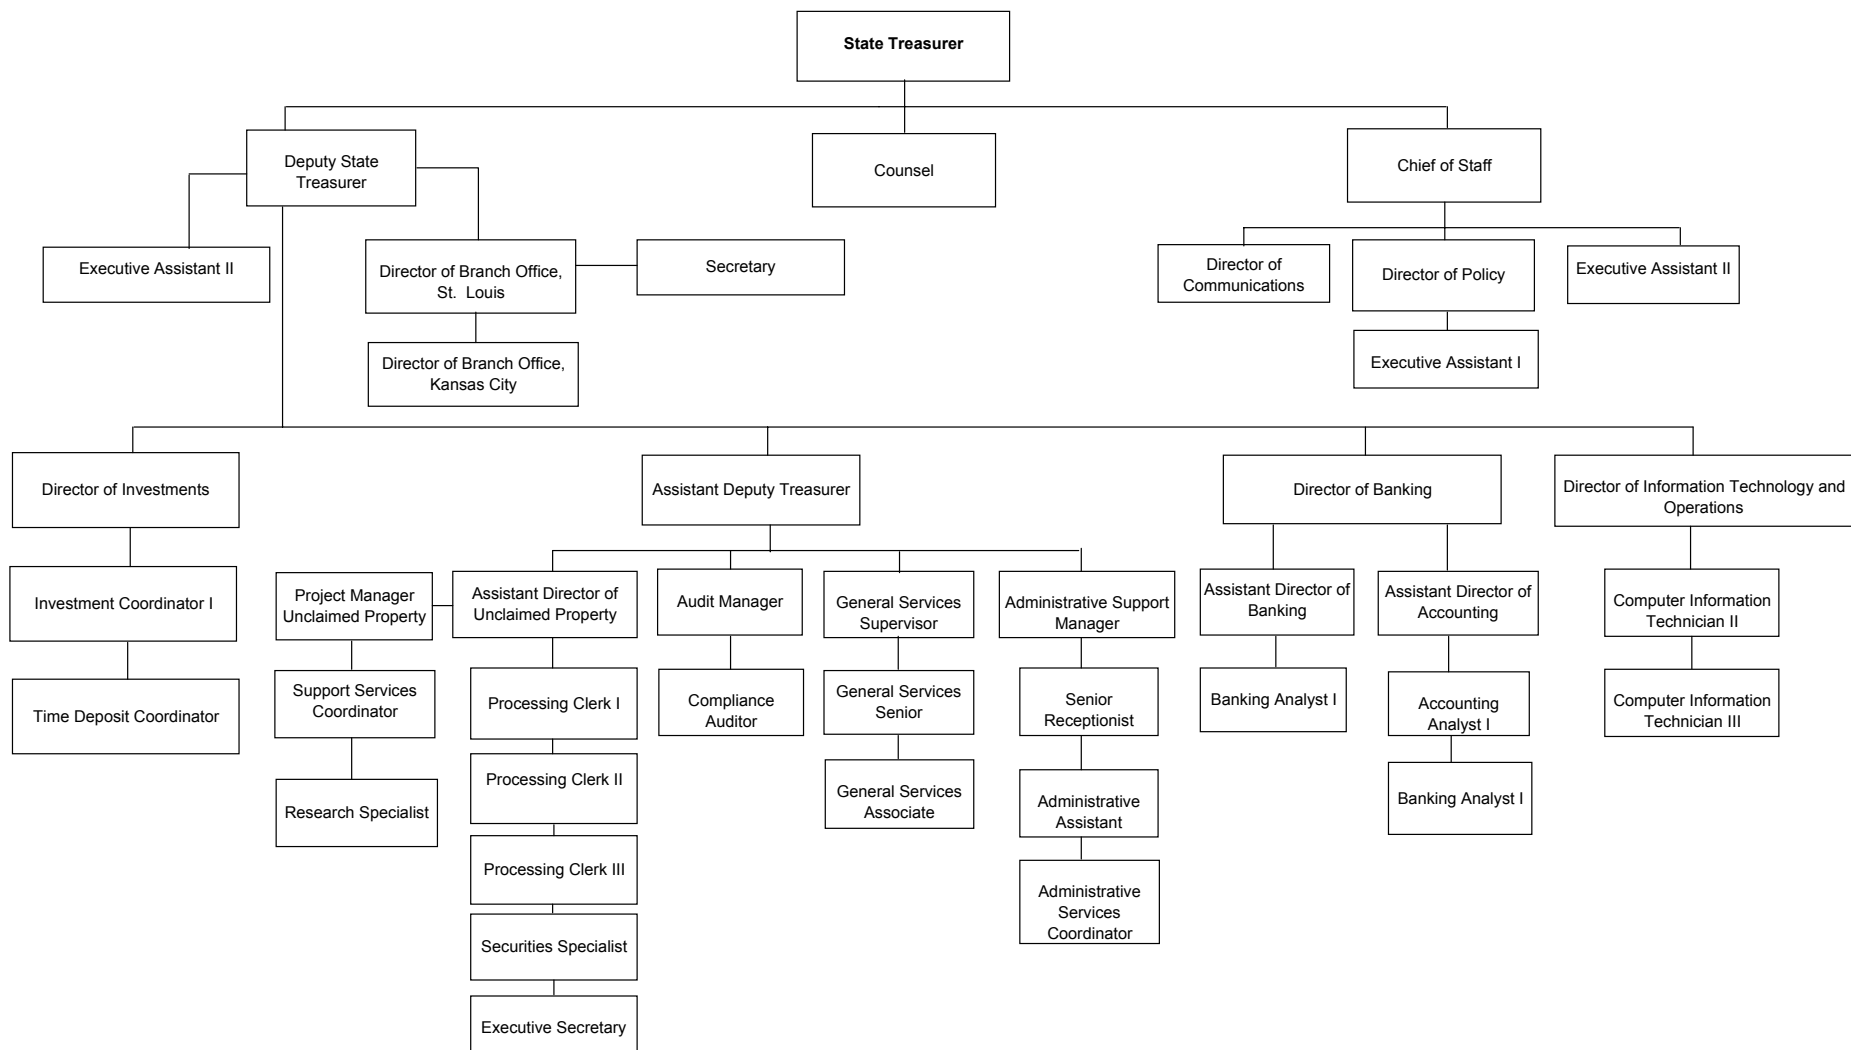 State Treasurer
Deputy State
Treasurer
Counsel
Chief of Staff
Executive Assistant II
Director of Branch Office,
St. Louis
Secretary
Director of
Communications
Director of Policy
Executive Assistant II
Director of Branch Office,
Kansas City
Executive Assistant I
Director of Investments
Assistant Deputy Treasurer
Director of Banking
Director of Information Technology and
Operations
Investment Coordinator I
Project Manager
Unclaimed Property
Assistant Director of
Unclaimed Property
Audit Manager
General Services
Supervisor
Administrative Support
Manager
Assistant Director of
Banking
Assistant Director of
Accounting
Computer Information
Technician II
Time Deposit Coordinator
Support Services
Coordinator
Processing Clerk I
Compliance
Auditor
General Services
Senior
Senior
Receptionist
Banking Analyst I
Accounting
Analyst I
Computer Information
Technician III
Research Specialist
Processing Clerk II
General Services
Associate
Administrative
Assistant
Banking Analyst I
Processing Clerk III
Administrative
Services
Coordinator
Securities Specialist
Executive Secretary